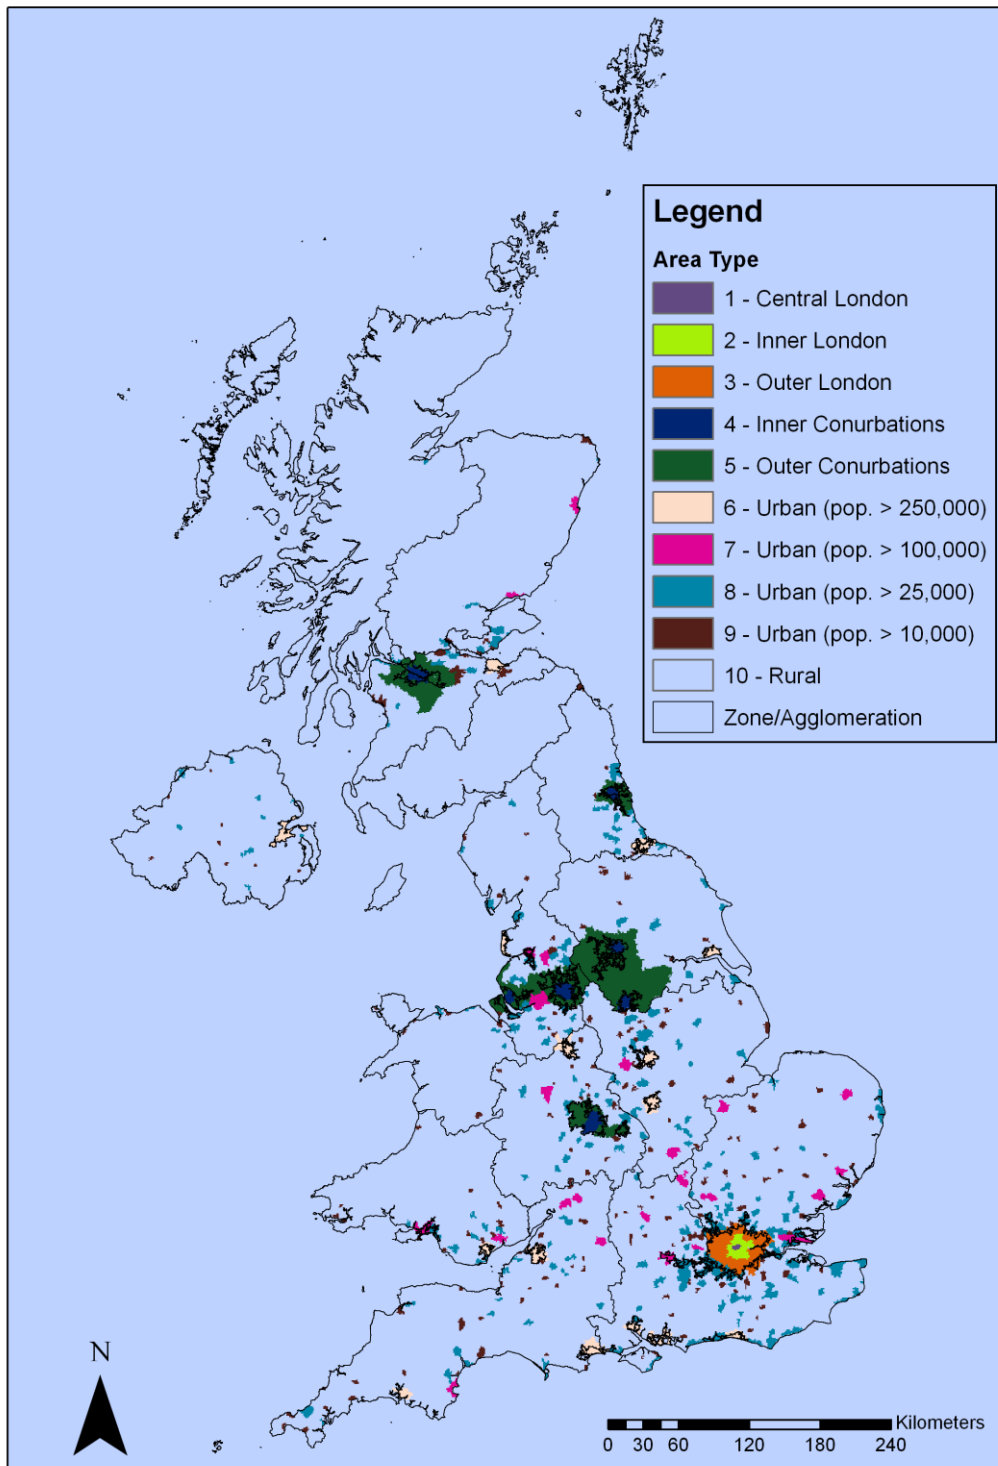 Legend
Area Type
1 - Central London
2 - Inner London
3 - Outer London
4 - Inner Conurbations
5 - Outer Conurbations
6 - Urban (pop. > 250,000)
7 - Urban (pop. > 100,000)
8 - Urban (pop. > 25,000)
9 - Urban (pop. > 10,000)
10 - Rural
Zone/Agglomeration
N
Kilometers
0 30 60 120 180 240